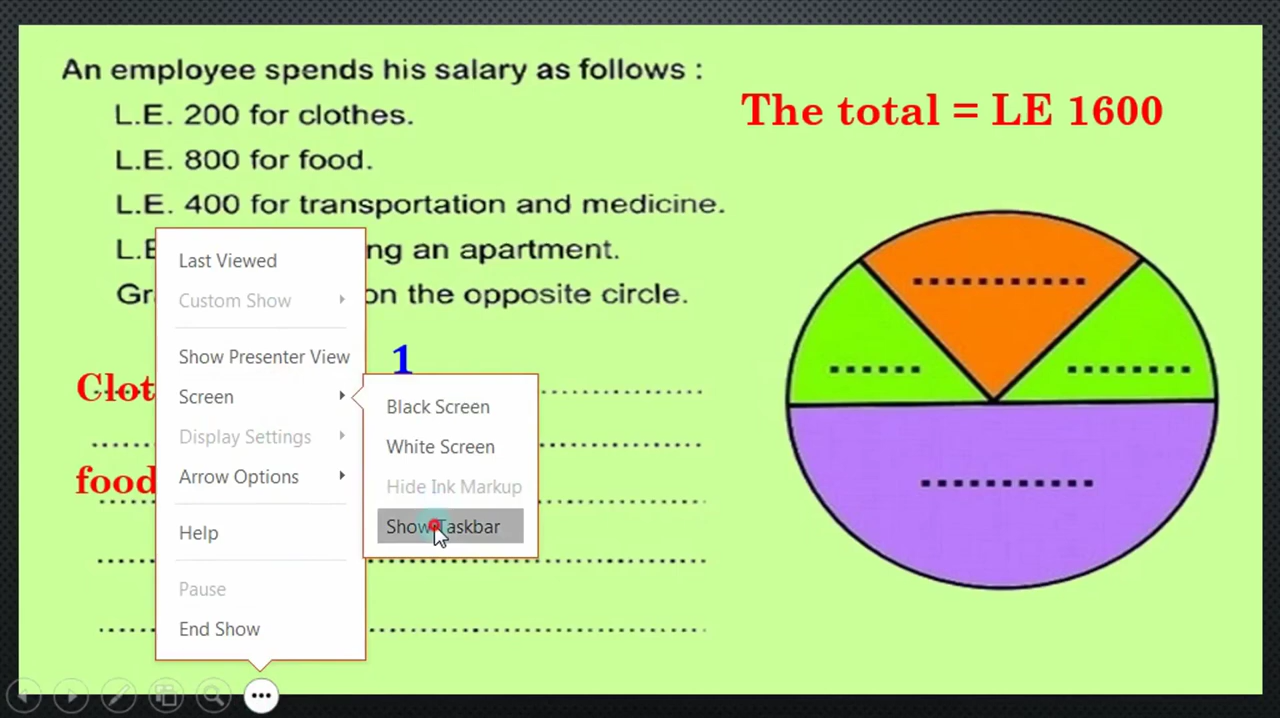 An employee spends his salary as follows :
L.E. 200 for clothes.
L.E. 800 for food.
L.E. 400 for transportation and medicine.
ng an apartment.
on the opposite circle.
The total = LE 1600
1
Clot
food
Last Viewed
Custom Show
Show Presenter View
Screen
Display Settings
Arrow Options
Help
Pause
End Show
Black Screen
White Screen
Hide Ink Markup
Show Taskbar